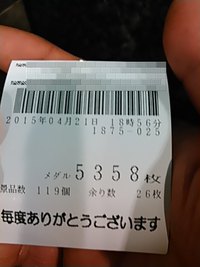 2015年04月21日 18時56分
1875-025
メダル 5358枚
景品数 119個 余り数 26枚
毎度ありがとうございます